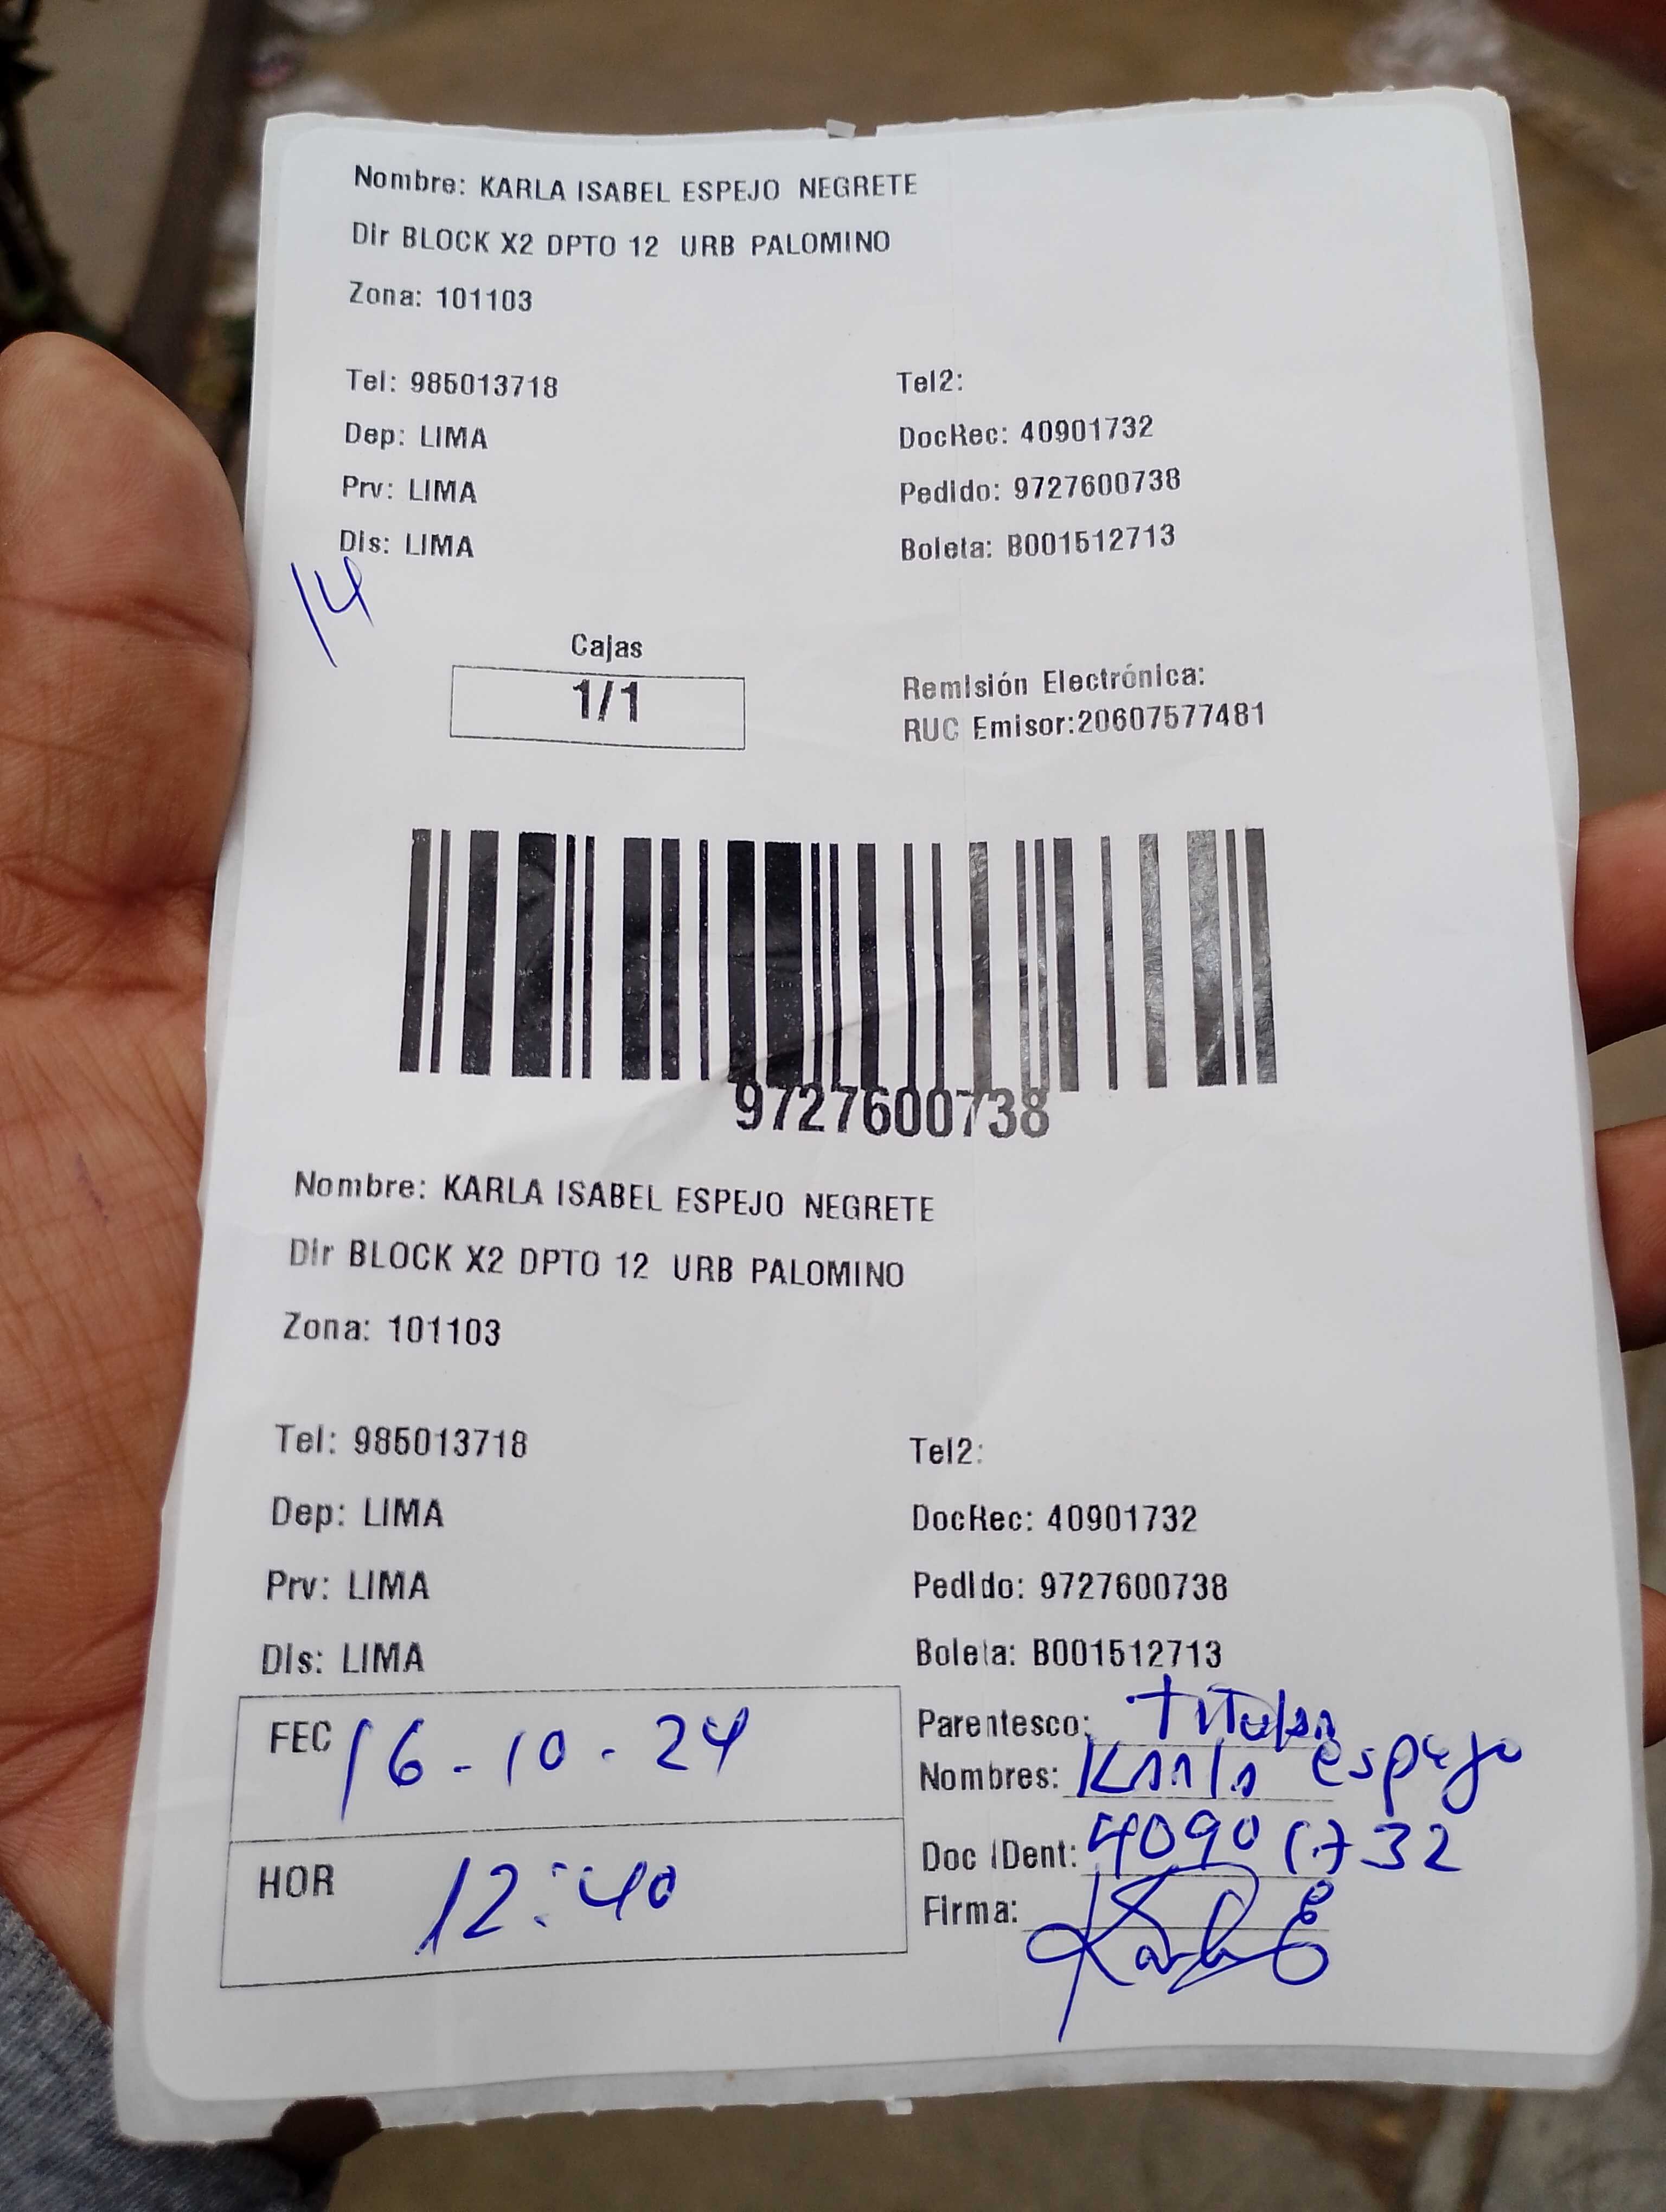 Nombre: KARLA ISABEL ESPEJO NEGRETE
Dir BLOCK X2 DPTO 12 URB PALOMINO
Zona: 101103
Tel: 985013718 Tel2:
Dep: LIMA DocRec: 40901732
Prv: LIMA Pedido: 9727600738
Dis: LIMA Boleta: B001512713
14
Cajas
1/1
Remisión Electrónica:
RUC Emisor:20607577481
9727600738
Nombre: KARLA ISABEL ESPEJO NEGRETE
Dir BLOCK X2 DPTO 12 URB PALOMINO
Zona: 101103
Tel: 985013718 Tel2:
Dep: LIMA DocRec: 40901732
Prv: LIMA Pedido: 9727600738
Dis: LIMA Boleta: B001512713
FEC 16-10-24
HOR 12:40
Parentesco: Titular
Nombres: Karla espejo
Doc IDent: 40901732
Firma: Karla E